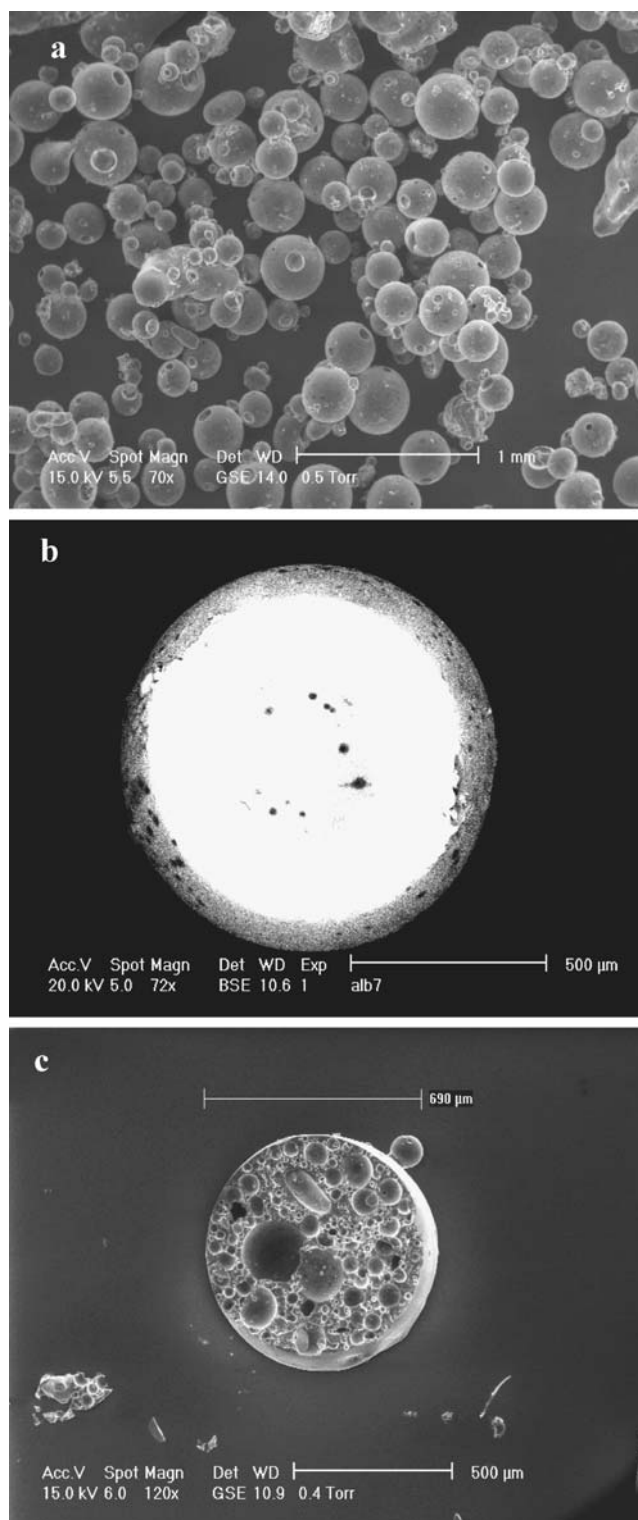 a
Acc.V Spot Magn Det WD 1 mm
15.0 kV 5.5 70x GSE 14.0 0.5 Torr
b
Acc.V Spot Magn Det WD Exp 500 µm
20.0 kV 5.0 72x BSE 10.6 1 alb7
c
690 µm
Acc.V Spot Magn Det WD 500 µm
15.0 kV 6.0 120x GSE 10.9 0.4 Torr